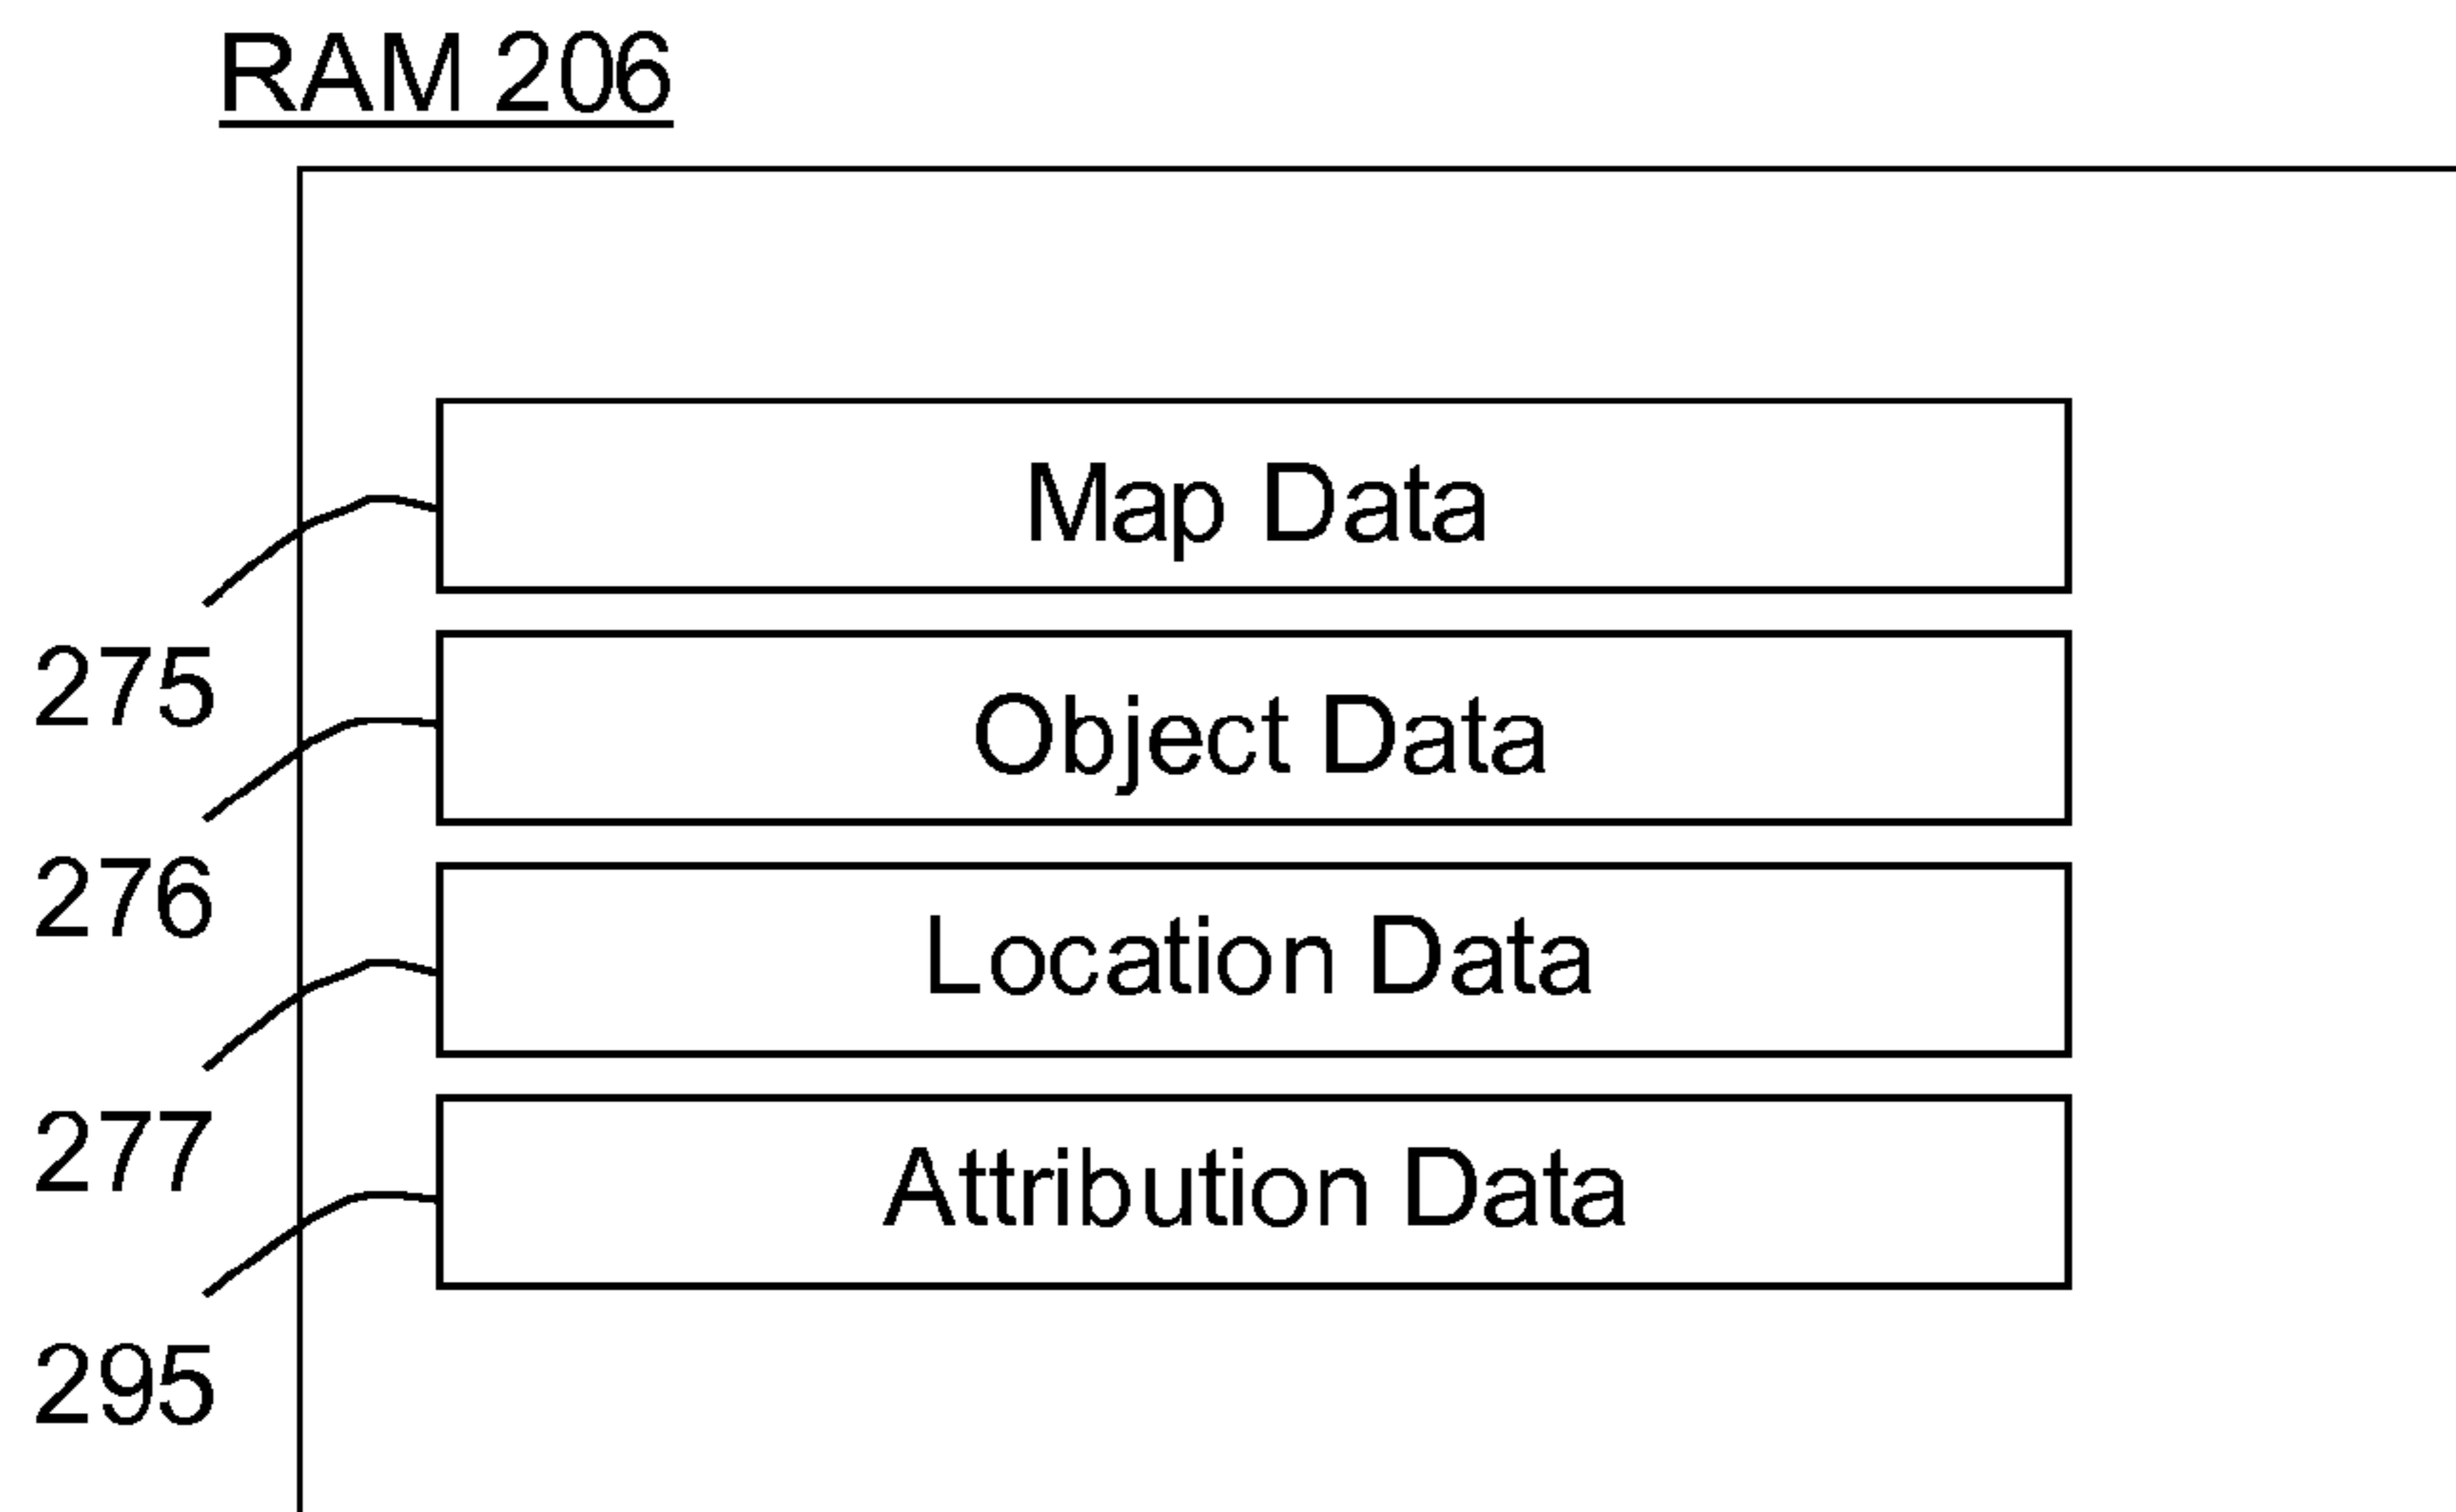 RAM 206
Map Data
275
Object Data
276
Location Data
277
Attribution Data
295